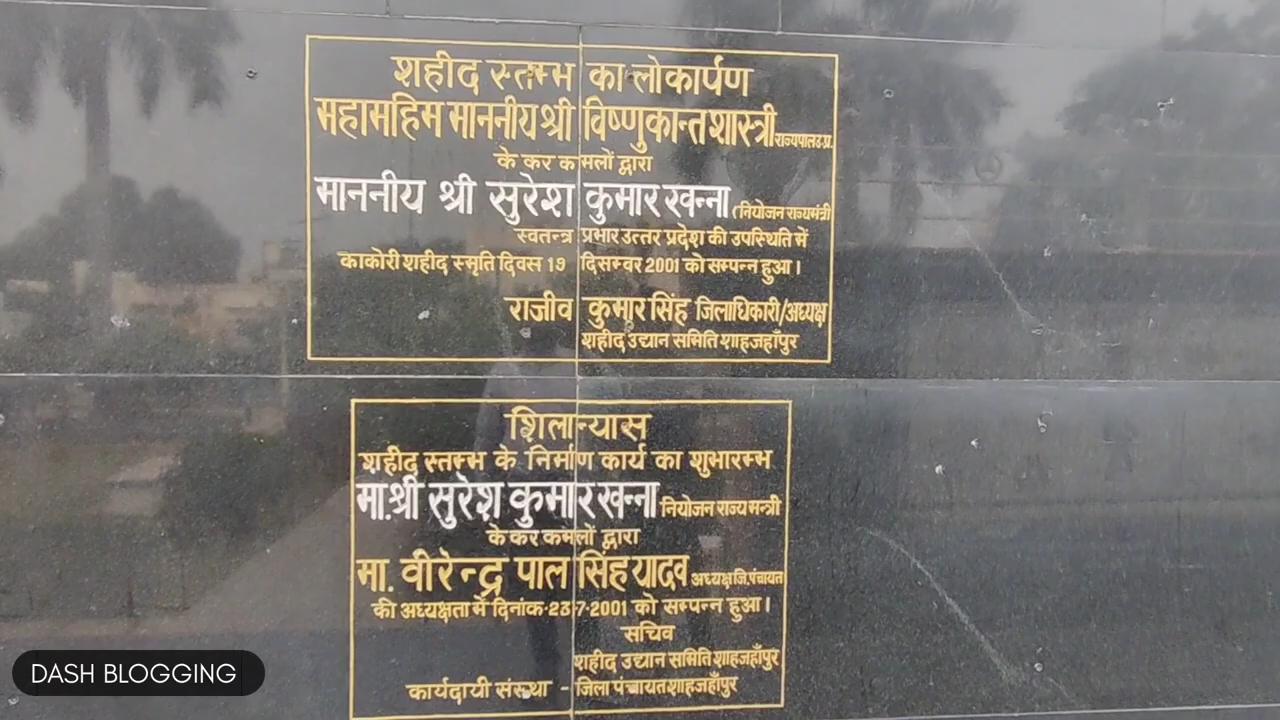 शहीद स्तम्भ का लोकार्पण
महामहिम माननीय श्री विष्णुकान्त शास्त्री राज्यपाल उ.प्र.
के कर कमलों द्वारा
माननीय श्री सुरेश कुमार खन्ना (नियोजन राज्यमंत्री
स्वतन्त्र प्रभार उत्तर प्रदेश की उपस्थिति में
काकोरी शहीद स्मृति दिवस 19 दिसम्बर 2001 को सम्पन्न हुआ।
राजीव कुमार सिंह जिलाधिकारी/अध्यक्ष
शहीद उद्यान समिति शाहजहाँपुर
शिलान्यास
शहीद स्तम्भ के निर्माण कार्य का शुभारम्भ
मा.श्री सुरेश कुमार खन्ना नियोजन राज्य मन्त्री
के कर कमलों द्वारा
मा. वीरेन्द्र पाल सिंह यादव अध्यक्ष जि.पंचायत
की अध्यक्षता में दिनांक-23-7-2001 को सम्पन्न हुआ।
सचिव
शहीद उद्यान समिति शाहजहाँपुर
कार्यदायी संस्था - जिला पंचायत शाहजहाँपुर
DASH BLOGGING